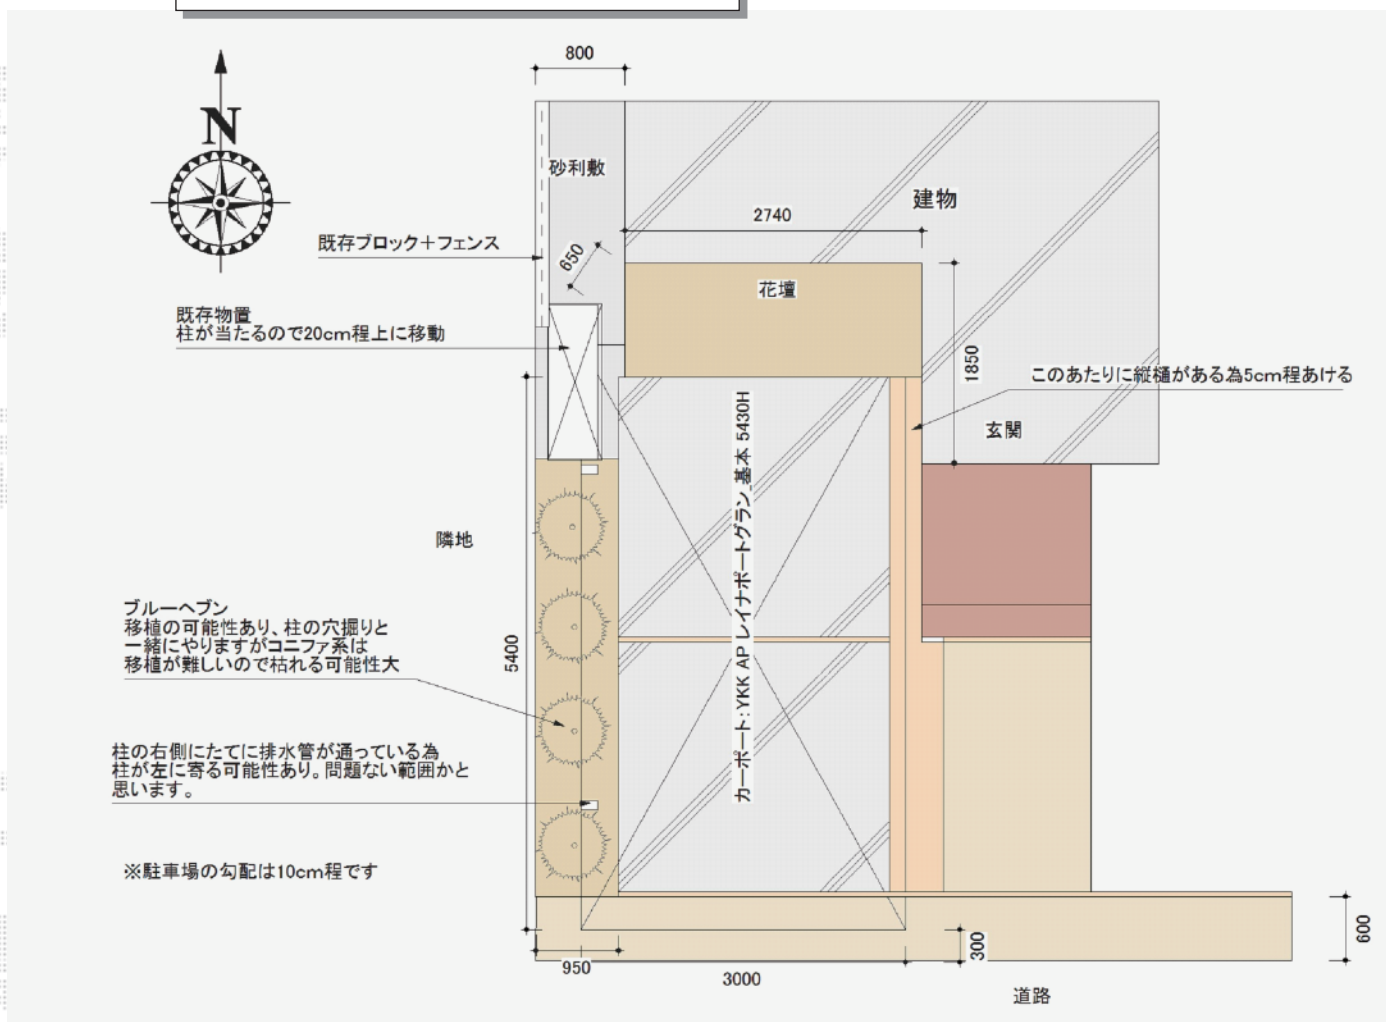 800
N
砂利敷
建物
2740
既存ブロック＋フェンス
650
花壇
既存物置
柱が当たるので20cm程上に移動
1850
このあたりに縦樋がある為5cm程あける
玄関
カーポート：YKK AP レイナポートグラン_基本 5430H
隣地
ブルーヘブン
移植の可能性あり、柱の穴掘りと
一緒にやりますがコニファ系は
移植が難しいので枯れる可能性大
5400
柱の右側にたてに排水管が通っている為
柱が左に寄る可能性あり。問題ない範囲かと
思います。
※駐車場の勾配は10cm程です
600
300
950
3000
道路